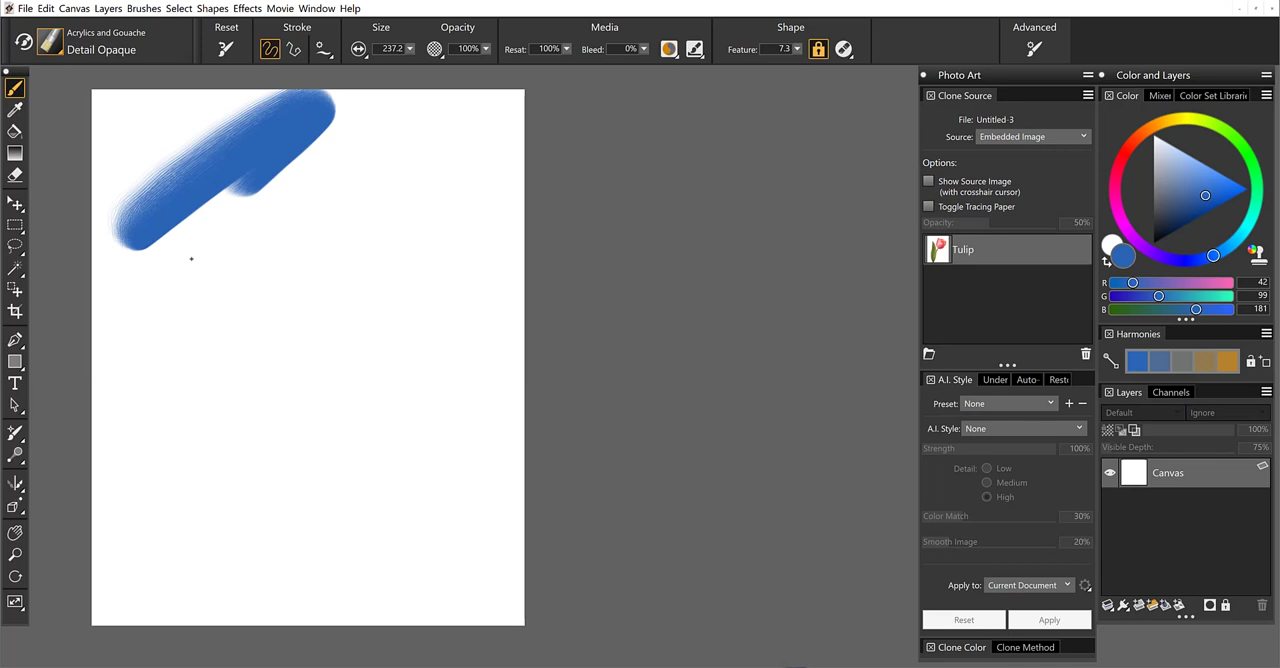 File Edit Canvas Layers Brushes Select Shapes Effects Movie Window Help
Acrylics and Gouache
Detail Opaque
Reset
Stroke
Size
237.2
Opacity
100%
Media
Resat: 100% Bleed: 0%
Shape
Feature: 7.3
Advanced
Photo Art
Clone Source
File: Untitled-3
Source: Embedded Image
Options:
Show Source Image
(with crosshair cursor)
Toggle Tracing Paper
Opacity: 50%
Tulip
A.I. Style Under Auto- Rest
Preset: None
A.I. Style: None
Strength 100%
Detail: Low
Medium
High
Color Match 30%
Smooth Image 20%
Apply to: Current Document
Reset Apply
Clone Color Clone Method
Color and Layers
Color Mixer Color Set Librari
R 42
G 99
B 181
Harmonies
Layers Channels
Default Ignore
100%
Visible Depth: 75%
Canvas